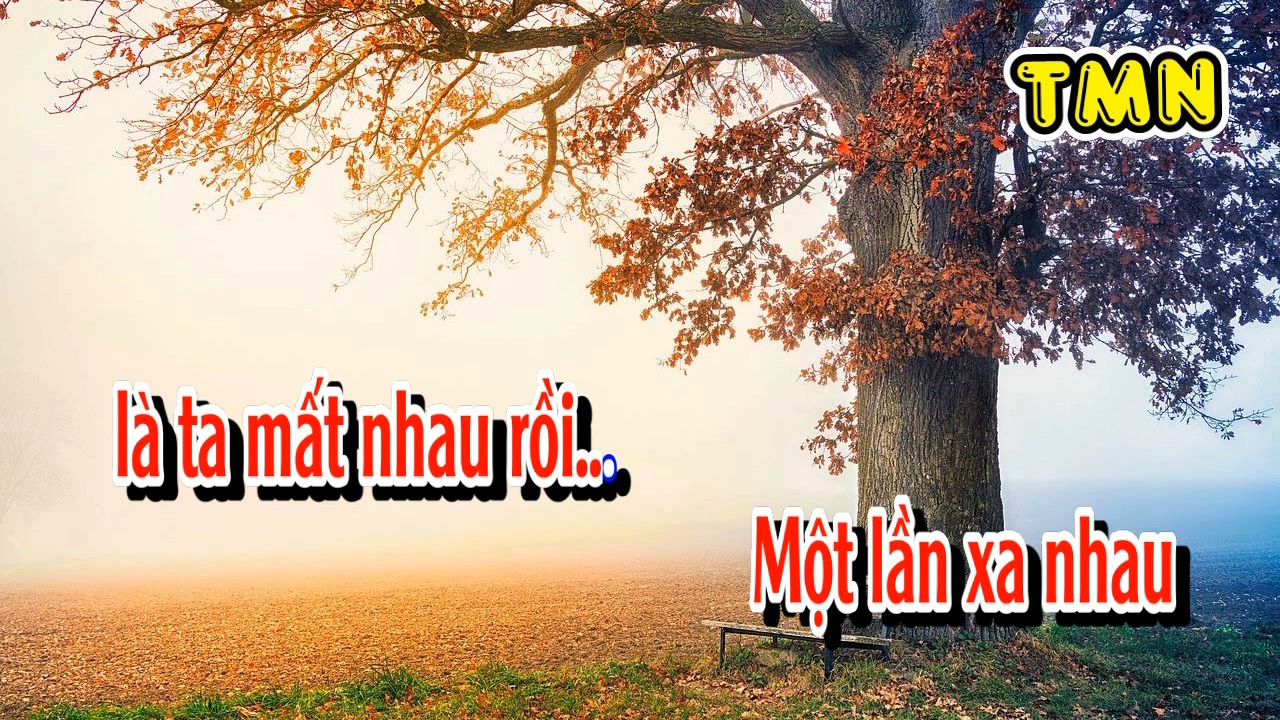 TMN
là ta mất nhau rồi...
Một lần xa nhau